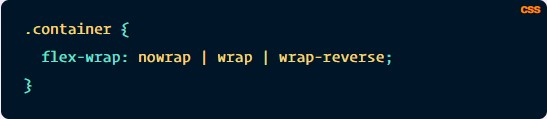 CSS
.container {
  flex-wrap: nowrap | wrap | wrap-reverse;
}